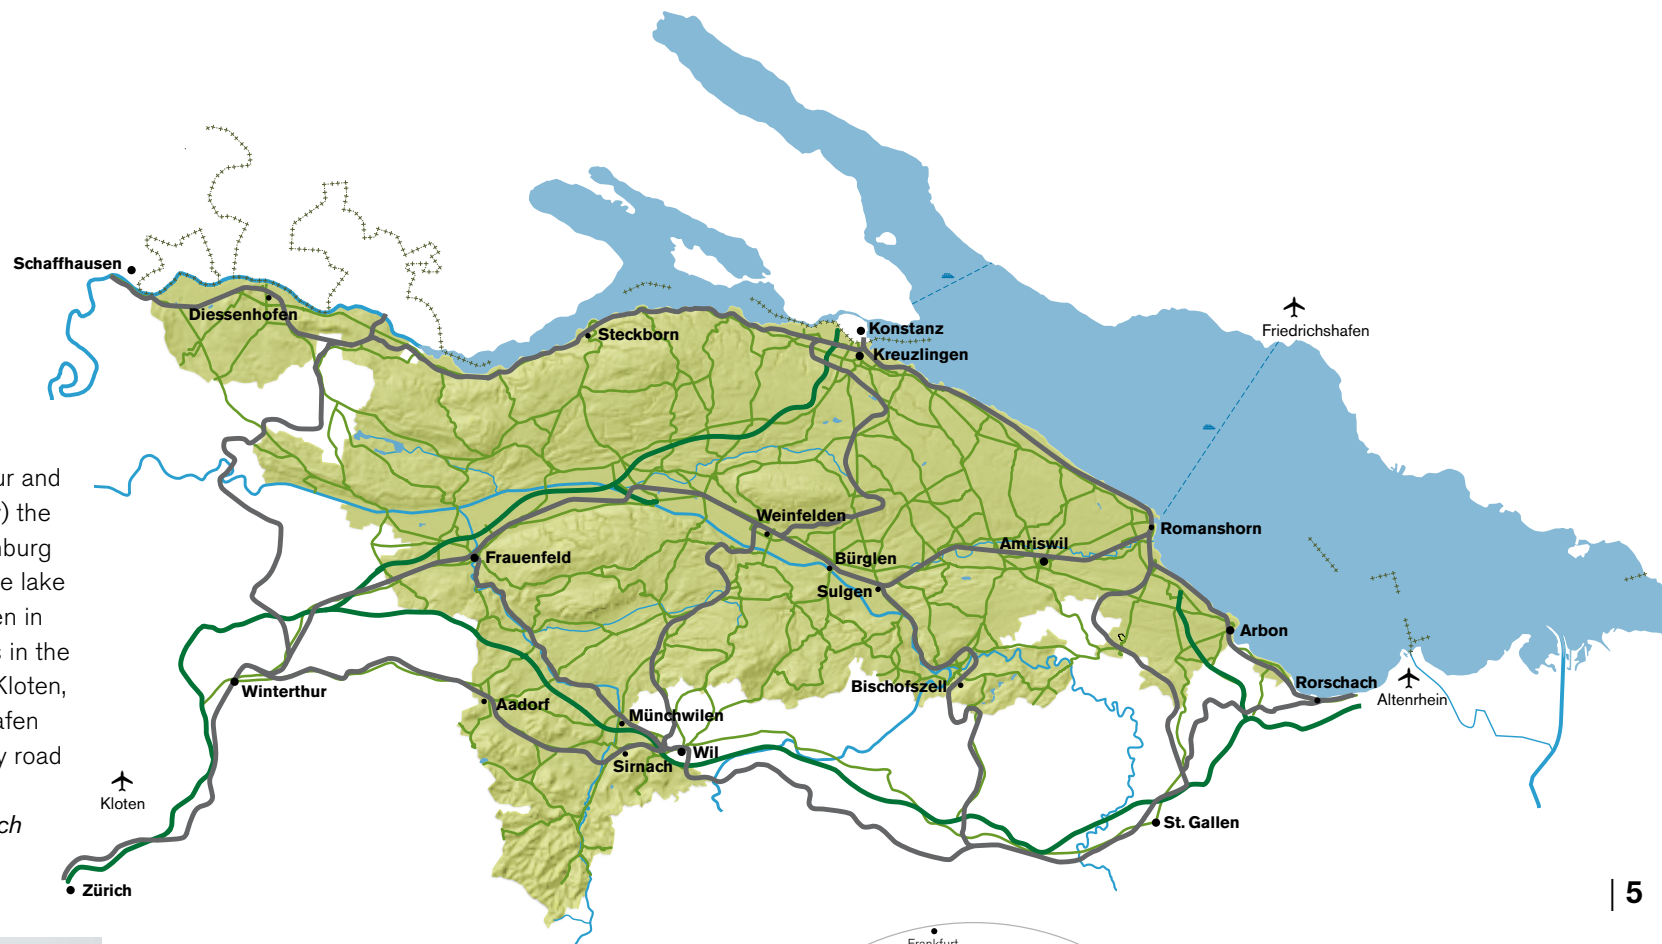 Schaffhausen
Diessenhofen
Steckborn
Konstanz
Kreuzlingen
Friedrichshafen
ur and
) the
burg
e lake
en in
s in the
Kloten,
afen
y road
ch
Weinfelden
Romanshorn
Amriswil
Frauenfeld
Bürglen
Sulgen
Arbon
Bischofszell
Rorschach
Altenrhein
Winterthur
Aadorf
Münchwilen
Wil
Sirnach
Kloten
St. Gallen
Zürich
| 5
Frankfurt